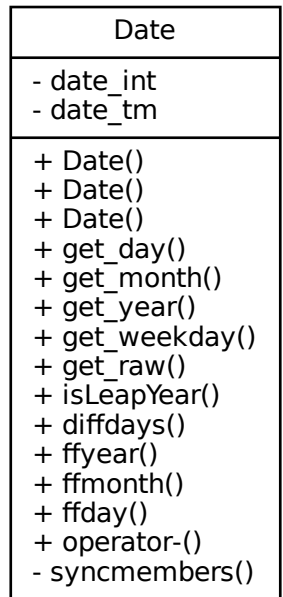 Date
- date_int
- date_tm
+ Date()
+ Date()
+ Date()
+ get_day()
+ get_month()
+ get_year()
+ get_weekday()
+ get_raw()
+ isLeapYear()
+ diffdays()
+ ffyear()
+ ffmonth()
+ ffday()
+ operator-()
- syncmembers()